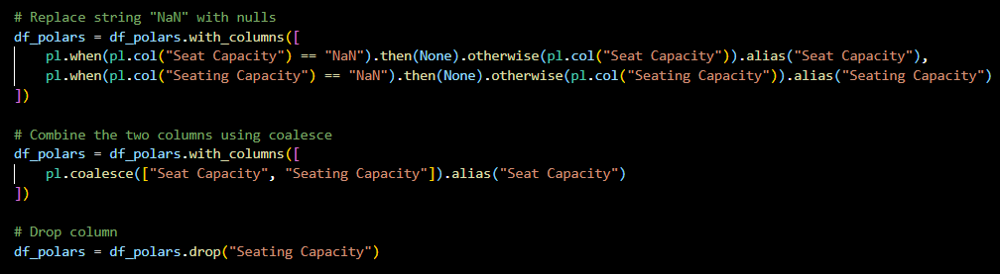 # Replace string "NaN" with nulls
df_polars = df_polars.with_columns([
    pl.when(pl.col("Seat Capacity") == "NaN").then(None).otherwise(pl.col("Seat Capacity")).alias("Seat Capacity"),
    pl.when(pl.col("Seating Capacity") == "NaN").then(None).otherwise(pl.col("Seating Capacity")).alias("Seating Capacity")
])
# Combine the two columns using coalesce
df_polars = df_polars.with_columns([
    pl.coalesce(["Seat Capacity", "Seating Capacity"]).alias("Seat Capacity")
])
# Drop column
df_polars = df_polars.drop("Seating Capacity")